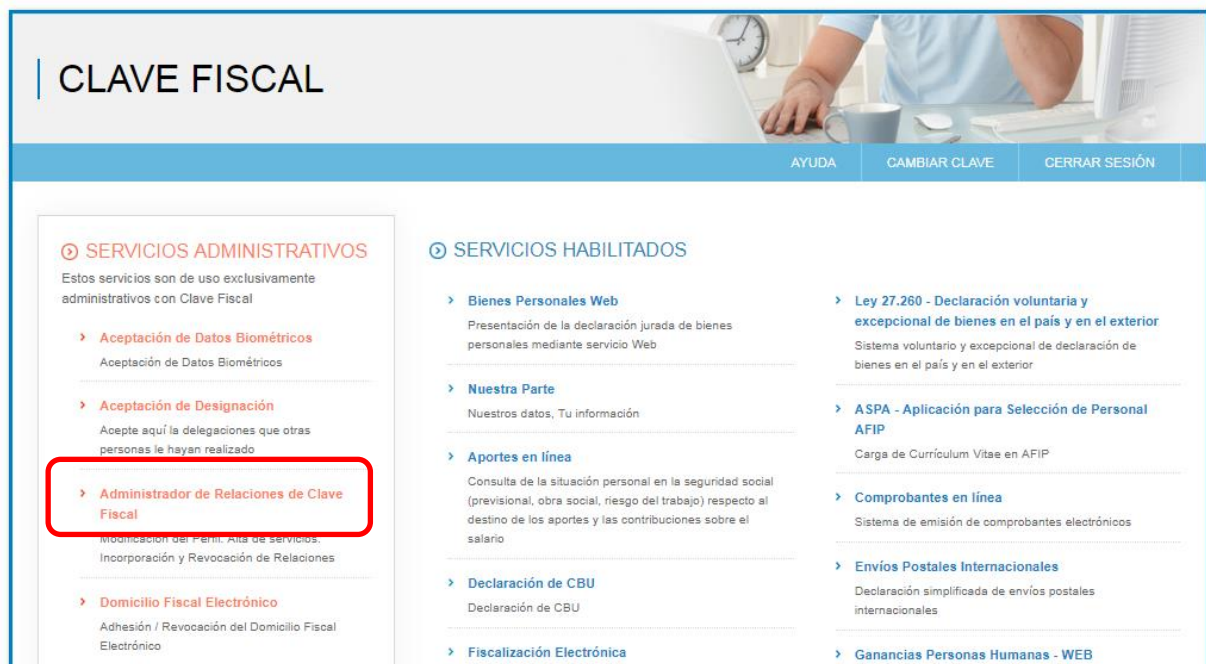 CLAVE FISCAL
AYUDA
CAMBIAR CLAVE
CERRAR SESIÓN
SERVICIOS ADMINISTRATIVOS
Estos servicios son de uso exclusivamente
administrativos con Clave Fiscal
Aceptación de Datos Biométricos
Aceptación de Datos Biométricos
Aceptación de Designación
Acepte aquí la delegaciones que otras
personas le hayan realizado
Administrador de Relaciones de Clave
Fiscal
Modificación del Perfil. Alta de servicios.
Incorporación y Revocación de Relaciones
Domicilio Fiscal Electrónico
Adhesión / Revocación del Domicilio Fiscal
Electrónico
SERVICIOS HABILITADOS
Bienes Personales Web
Presentación de la declaración jurada de bienes
personales mediante servicio Web
Nuestra Parte
Nuestros datos, Tu información
Aportes en línea
Consulta de la situación personal en la seguridad social
(previsional, obra social, riesgo del trabajo) respecto al
destino de los aportes y las contribuciones sobre el
salario
Declaración de CBU
Declaración de CBU
Fiscalización Electrónica
Ley 27.260 - Declaración voluntaria y
excepcional de bienes en el país y en el exterior
Sistema voluntario y excepcional de declaración de
bienes en el país y en el exterior
ASPA - Aplicación para Selección de Personal
AFIP
Carga de Currículum Vitae en AFIP
Comprobantes en línea
Sistema de emisión de comprobantes electrónicos
Envíos Postales Internacionales
Declaración simplificada de envíos postales
internacionales
Ganancias Personas Humanas - WEB